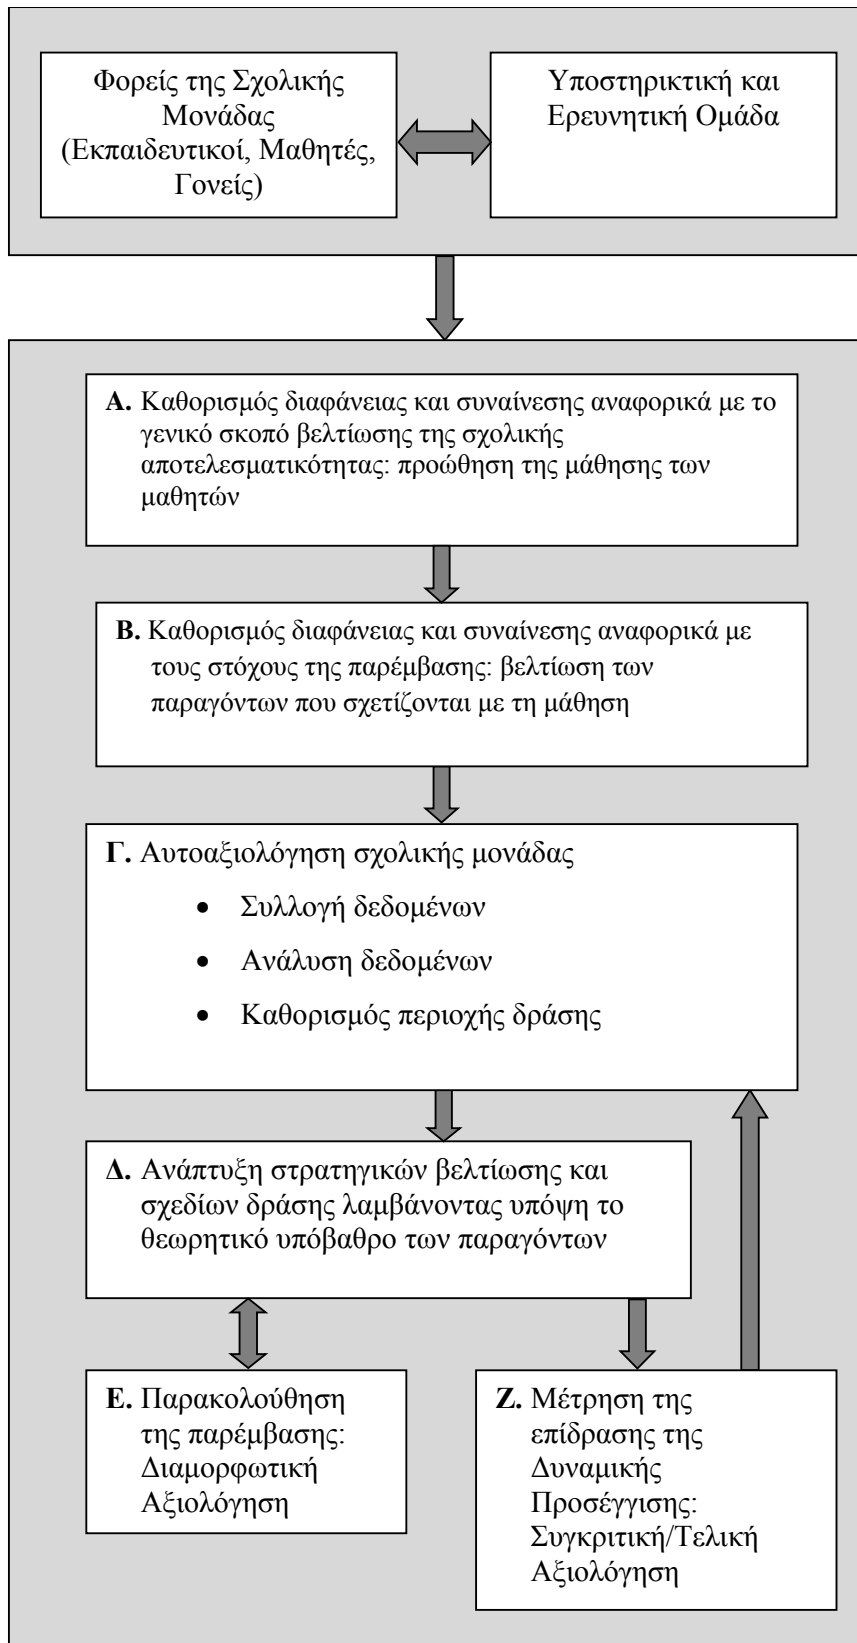 Φορείς της Σχολικής
Μονάδας
(Εκπαιδευτικοί, Μαθητές,
Γονείς)
Υποστηρικτική και
Ερευνητική Ομάδα
Α. Καθορισμός διαφάνειας και συναίνεσης αναφορικά με το
γενικό σκοπό βελτίωσης της σχολικής
αποτελεσματικότητας: προώθηση της μάθησης των
μαθητών
Β. Καθορισμός διαφάνειας και συναίνεσης αναφορικά με
τους στόχους της παρέμβασης: βελτίωση των
παραγόντων που σχετίζονται με τη μάθηση
Γ. Αυτοαξιολόγηση σχολικής μονάδας
• Συλλογή δεδομένων
• Ανάλυση δεδομένων
• Καθορισμός περιοχής δράσης
Δ. Ανάπτυξη στρατηγικών βελτίωσης και
σχεδίων δράσης λαμβάνοντας υπόψη το
θεωρητικό υπόβαθρο των παραγόντων
Ε. Παρακολούθηση
της παρέμβασης:
Διαμορφωτική
Αξιολόγηση
Ζ. Μέτρηση της
επίδρασης της
Δυναμικής
Προσέγγισης:
Συγκριτική/Τελική
Αξιολόγηση